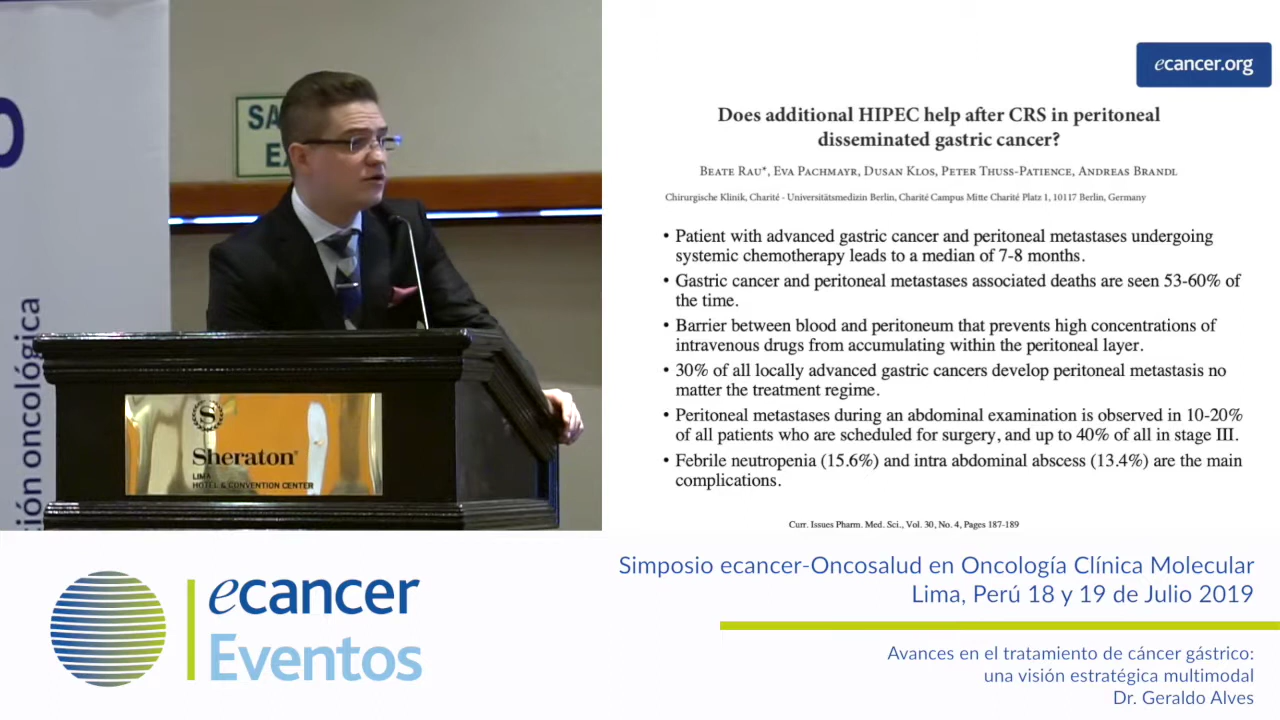 SA
EX
ción oncológica
S
Sheraton®
LIMA
HOTEL & CONVENTION CENTER
ecancer.org
Does additional HIPEC help after CRS in peritoneal
disseminated gastric cancer?
BEATE RAU*, EVA PACHMAYR, DUSAN KLOS, PETER THUSS-PATIENCE, ANDREAS BRANDL
Chirurgische Klinik, Charité - Universitätsmedizin Berlin, Charité Campus Mitte Charité Platz 1, 10117 Berlin, Germany
• Patient with advanced gastric cancer and peritoneal metastases undergoing
systemic chemotherapy leads to a median of 7-8 months.
• Gastric cancer and peritoneal metastases associated deaths are seen 53-60% of
the time.
• Barrier between blood and peritoneum that prevents high concentrations of
intravenous drugs from accumulating within the peritoneal layer.
• 30% of all locally advanced gastric cancers develop peritoneal metastasis no
matter the treatment regime.
• Peritoneal metastases during an abdominal examination is observed in 10-20%
of all patients who are scheduled for surgery, and up to 40% of all in stage III.
• Febrile neutropenia (15.6%) and intra abdominal abscess (13.4%) are the main
complications.
Curr. Issues Pharm. Med. Sci., Vol. 30, No. 4, Pages 187-189
ecancer
Eventos
Simposio ecancer-Oncosalud en Oncología Clínica Molecular
Lima, Perú 18 y 19 de Julio 2019
Avances en el tratamiento de cáncer gástrico:
una visión estratégica multimodal
Dr. Geraldo Alves